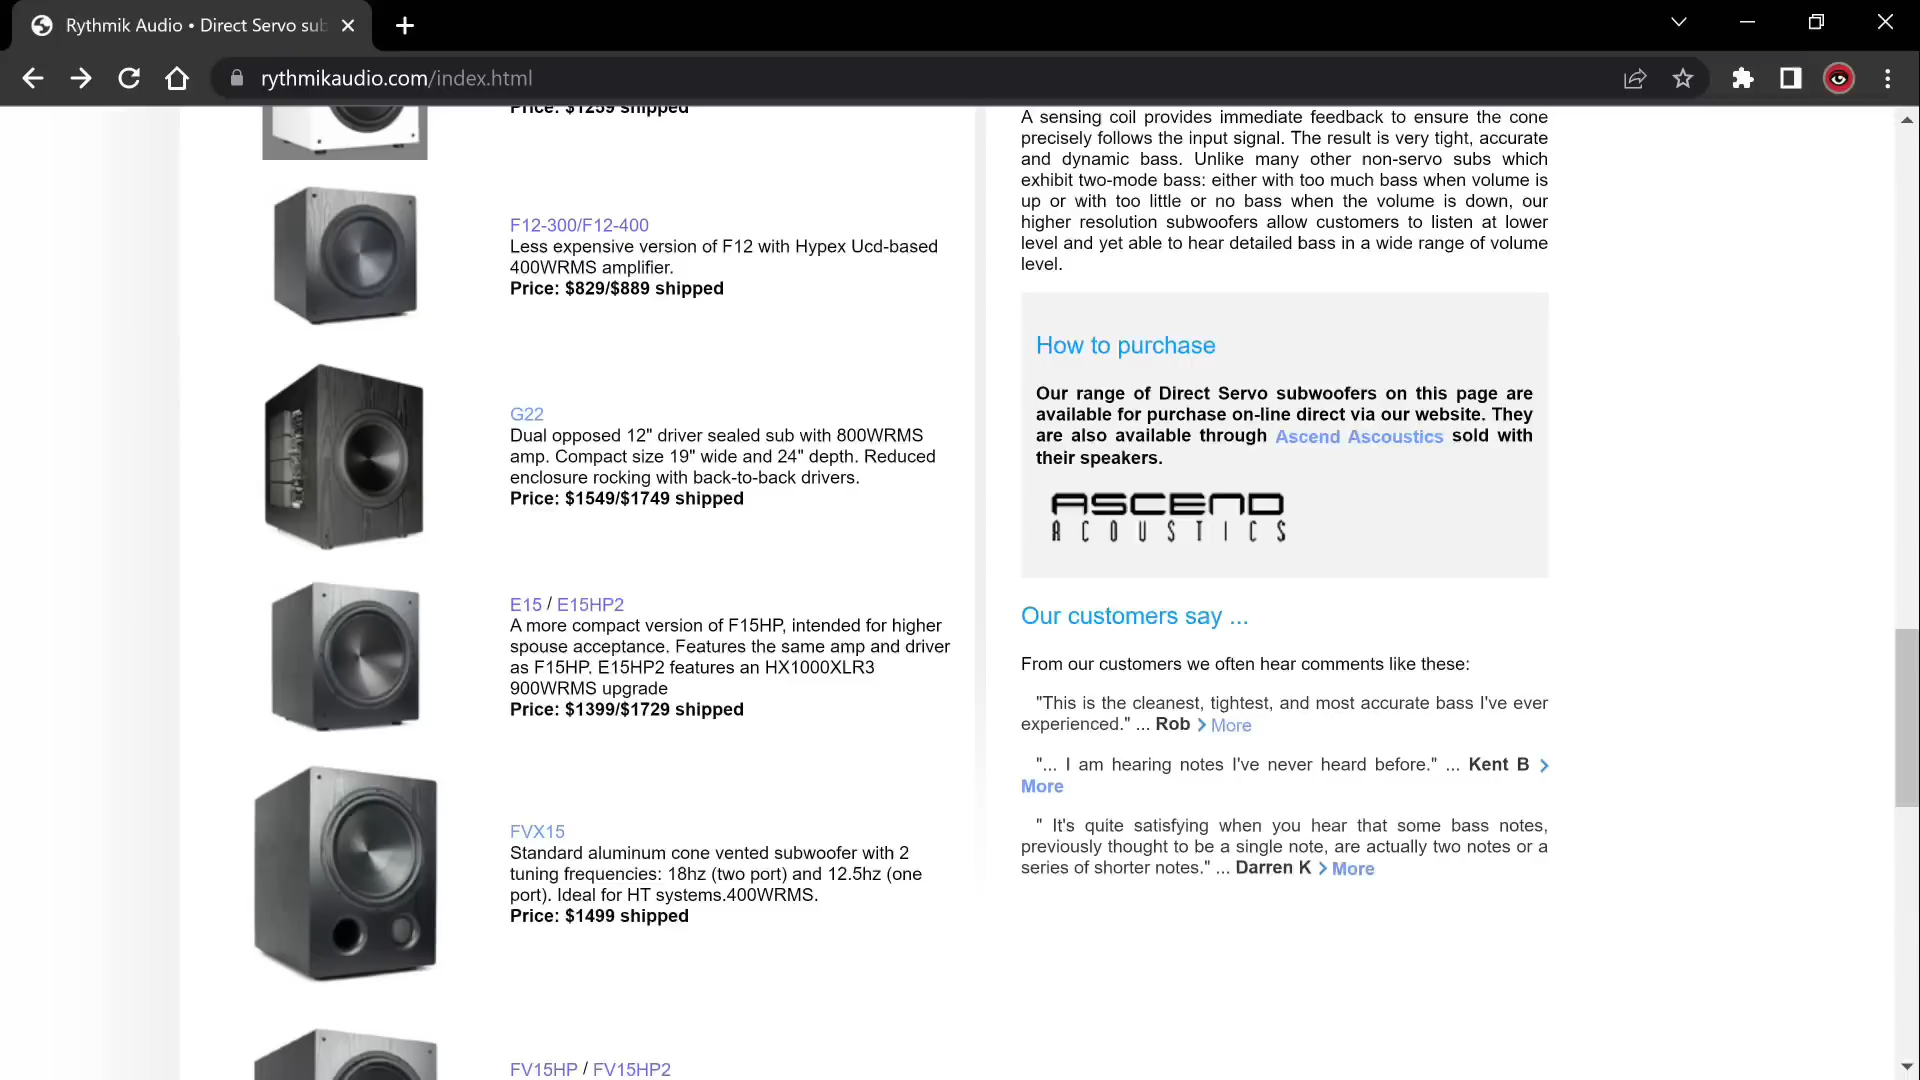 Rythmik Audio • Direct Servo sub
rythmikaudio.com/index.html
Price: $1259 shipped
F12-300/F12-400
Less expensive version of F12 with Hypex Ucd-based
400WRMS amplifier.
Price: $829/$889 shipped
G22
Dual opposed 12" driver sealed sub with 800WRMS
amp. Compact size 19" wide and 24" depth. Reduced
enclosure rocking with back-to-back drivers.
Price: $1549/$1749 shipped
E15 / E15HP2
A more compact version of F15HP, intended for higher
spouse acceptance. Features the same amp and driver
as F15HP. E15HP2 features an HX1000XLR3
900WRMS upgrade
Price: $1399/$1729 shipped
FVX15
Standard aluminum cone vented subwoofer with 2
tuning frequencies: 18hz (two port) and 12.5hz (one
port). Ideal for HT systems.400WRMS.
Price: $1499 shipped
FV15HP / FV15HP2
A sensing coil provides immediate feedback to ensure the cone
precisely follows the input signal. The result is very tight, accurate
and dynamic bass. Unlike many other non-servo subs which
exhibit two-mode bass: either with too much bass when volume is
up or with too little or no bass when the volume is down, our
higher resolution subwoofers allow customers to listen at lower
level and yet able to hear detailed bass in a wide range of volume
level.
How to purchase
Our range of Direct Servo subwoofers on this page are
available for purchase on-line direct via our website. They
are also available through Ascend Ascoustics sold with
their speakers.
ASCEND
ACOUSTICS
Our customers say ...
From our customers we often hear comments like these:
"This is the cleanest, tightest, and most accurate bass I've ever
experienced." ... Rob > More
"... I am hearing notes I've never heard before." ... Kent B >
More
" It's quite satisfying when you hear that some bass notes,
previously thought to be a single note, are actually two notes or a
series of shorter notes." ... Darren K > More